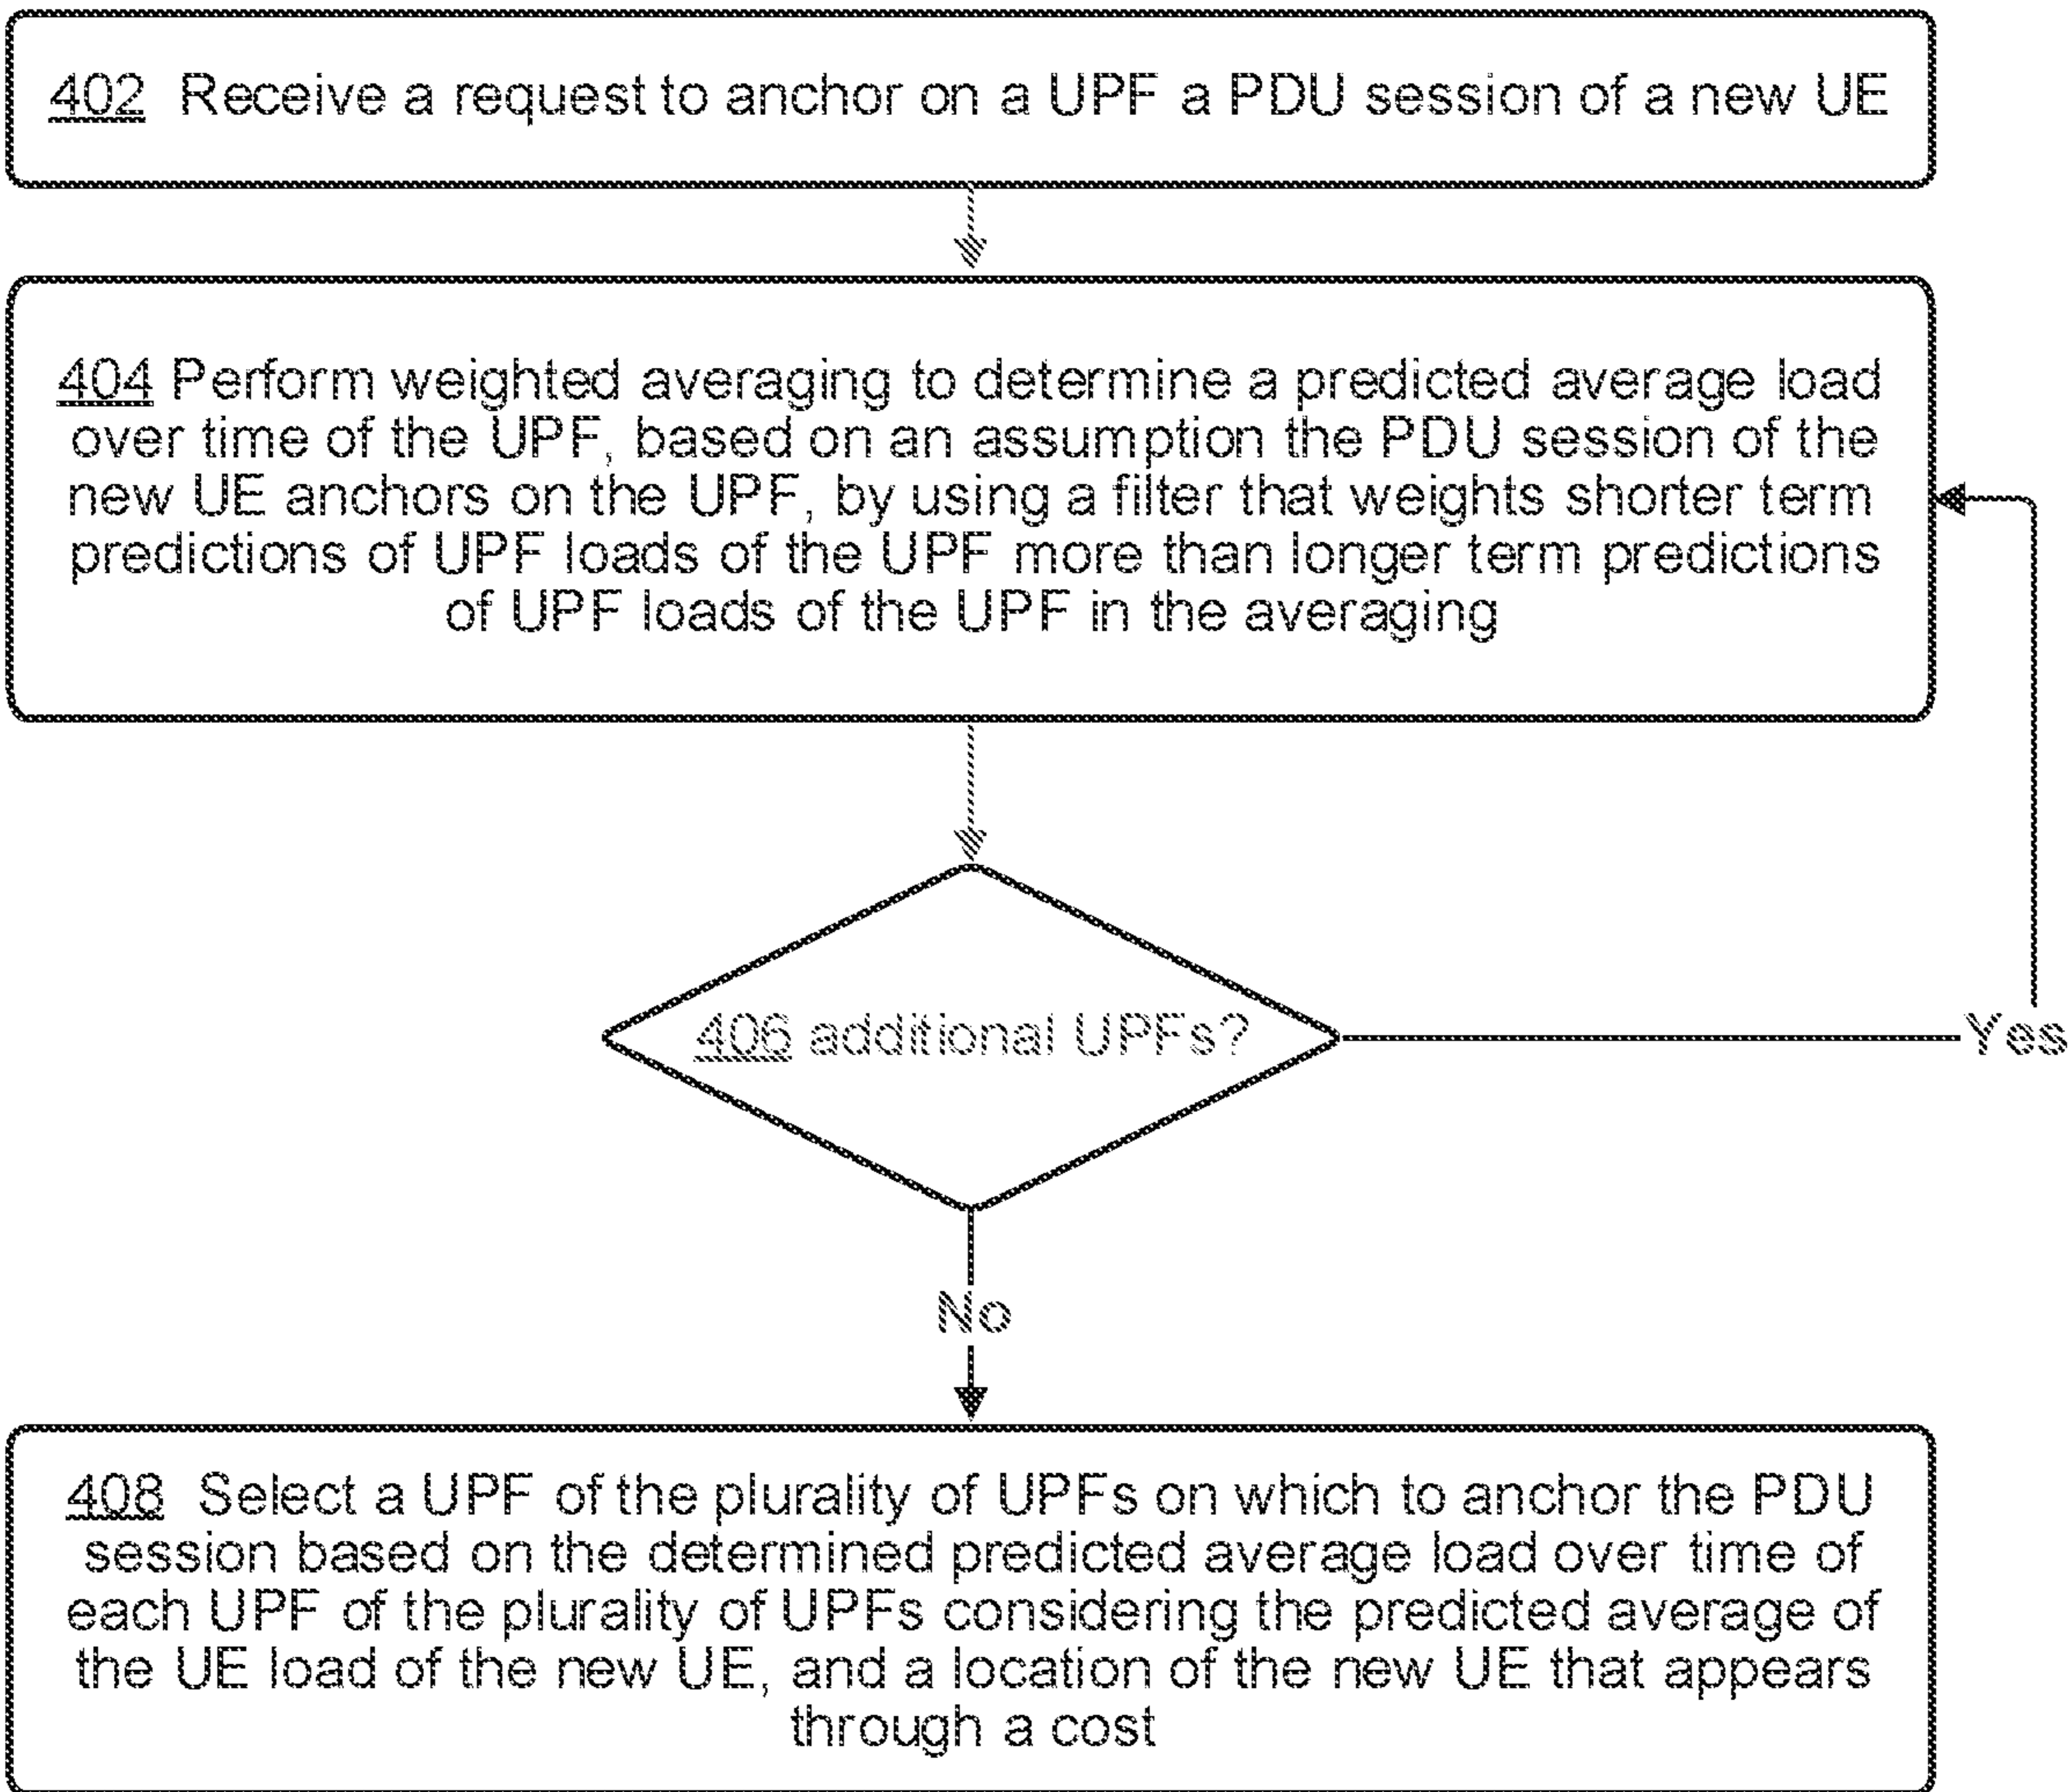 402 Receive a request to anchor on a UPF a PDU session of a new UE
404 Perform weighted averaging to determine a predicted average load
over time of the UPF, based on an assumption the PDU session of the
new UE anchors on the UPF, by using a filter that weights shorter term
predictions of UPF loads of the UPF more than longer term predictions
of UPF loads of the UPF in the averaging
406 additional UPFs?
Yes
No
408 Select a UPF of the plurality of UPFs on which to anchor the PDU
session based on the determined predicted average load over time of
each UPF of the plurality of UPFs considering the predicted average of
the UE load of the new UE, and a location of the new UE that appears
through a cost